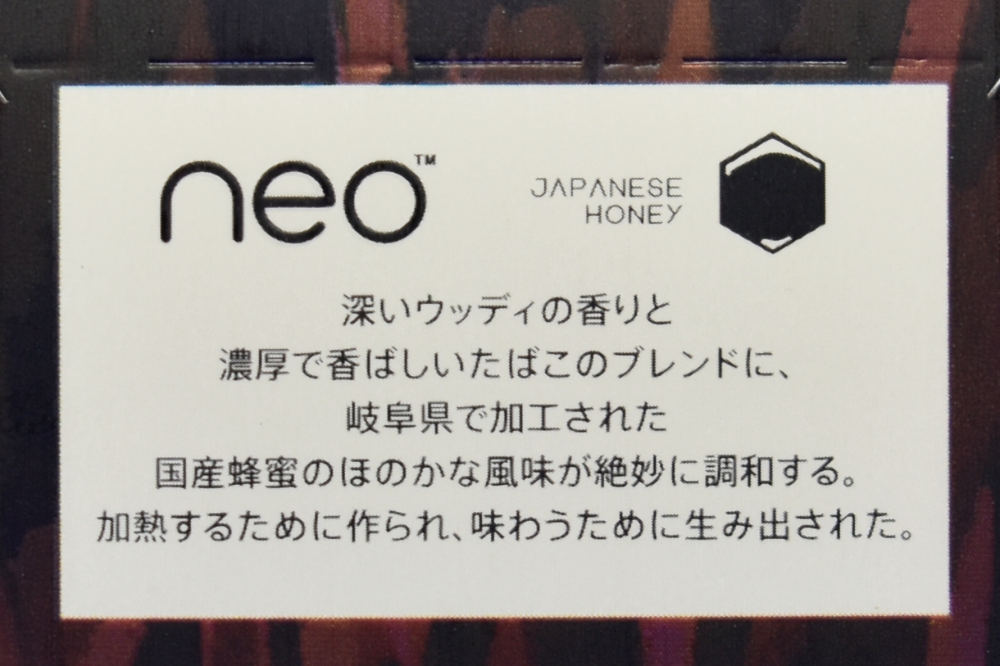 neo™
JAPANESE
HONEY
深いウッディの香りと
濃厚で香ばしいたばこのブレンドに、
岐阜県で加工された
国産蜂蜜のほのかな風味が絶妙に調和する。
加熱するために作られ、味わうために生み出された。